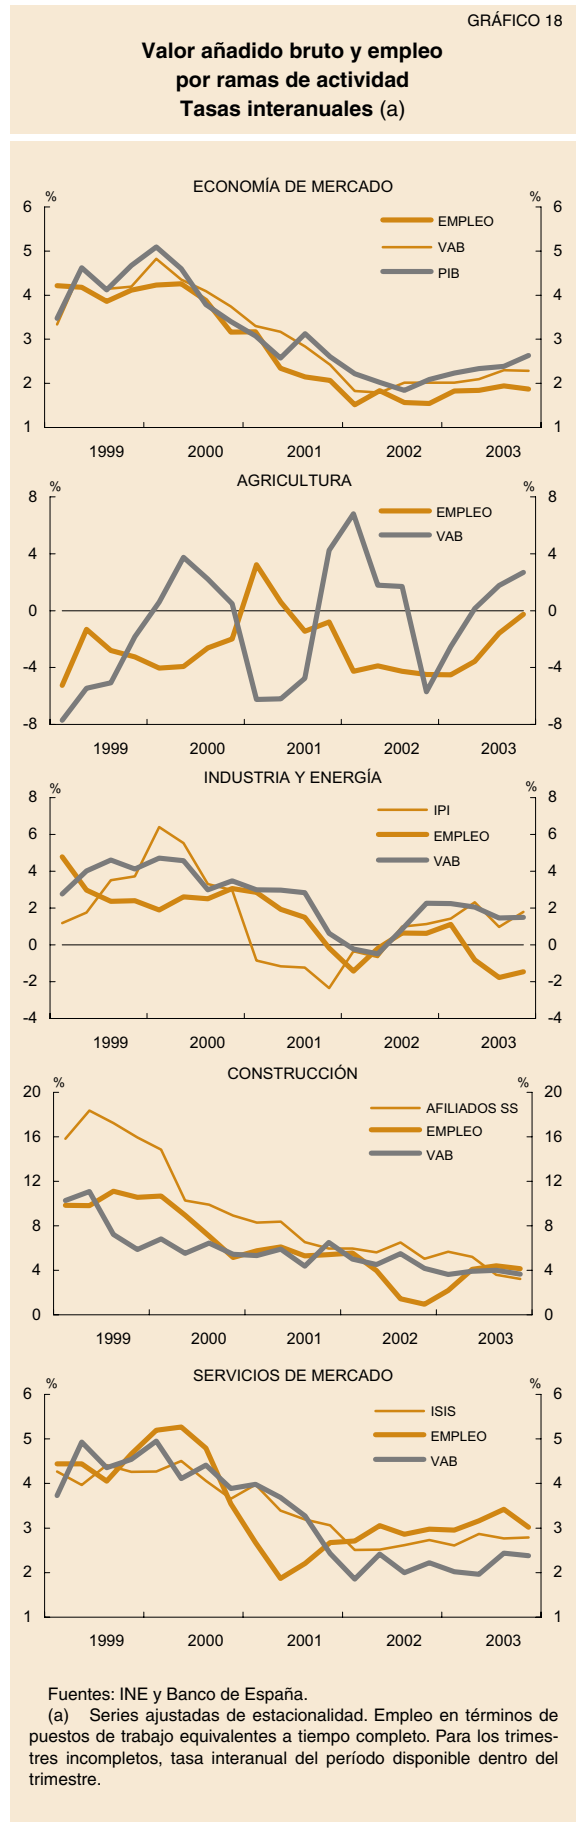 GRÁFICO 18
Valor añadido bruto y empleo
por ramas de actividad
Tasas interanuales (a)
ECONOMÍA DE MERCADO
% %
EMPLEO
VAB
PIB
6 6
5 5
4 4
3 3
2 2
1 1
1999 2000 2001 2002 2003
AGRICULTURA
% %
EMPLEO
VAB
8 8
4 4
0 0
-4 -4
-8 -8
1999 2000 2001 2002 2003
INDUSTRIA Y ENERGÍA
% %
IPI
EMPLEO
VAB
8 8
6 6
4 4
2 2
0 0
-2 -2
-4 -4
1999 2000 2001 2002 2003
CONSTRUCCIÓN
% %
AFILIADOS SS
EMPLEO
VAB
20 20
16 16
12 12
8 8
4 4
0 0
1999 2000 2001 2002 2003
SERVICIOS DE MERCADO
% %
ISIS
EMPLEO
VAB
6 6
5 5
4 4
3 3
2 2
1 1
1999 2000 2001 2002 2003
Fuentes: INE y Banco de España.
(a) Series ajustadas de estacionalidad. Empleo en términos de
puestos de trabajo equivalentes a tiempo completo. Para los trimes-
tres incompletos, tasa interanual del período disponible dentro del
trimestre.